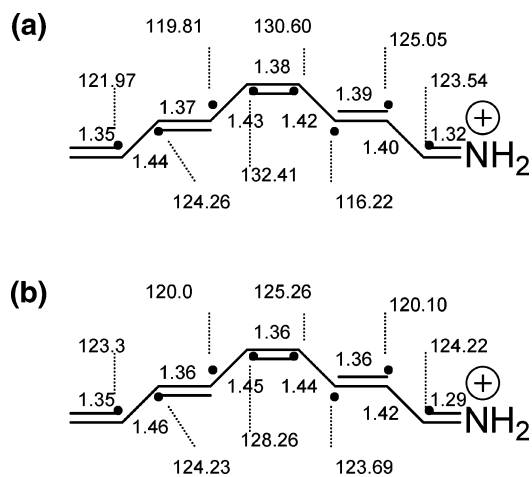 (a)
119.81 130.60 125.05
121.97 1.38 123.54
1.37 1.39
1.35 1.43 1.42 1.32 +
1.44 1.40 NH2
132.41
124.26 116.22
(b)
120.0 125.26 120.10
123.3 1.36 124.22
1.36 1.36
1.35 1.45 1.44 1.29 +
1.46 1.42 NH2
128.26
124.23 123.69